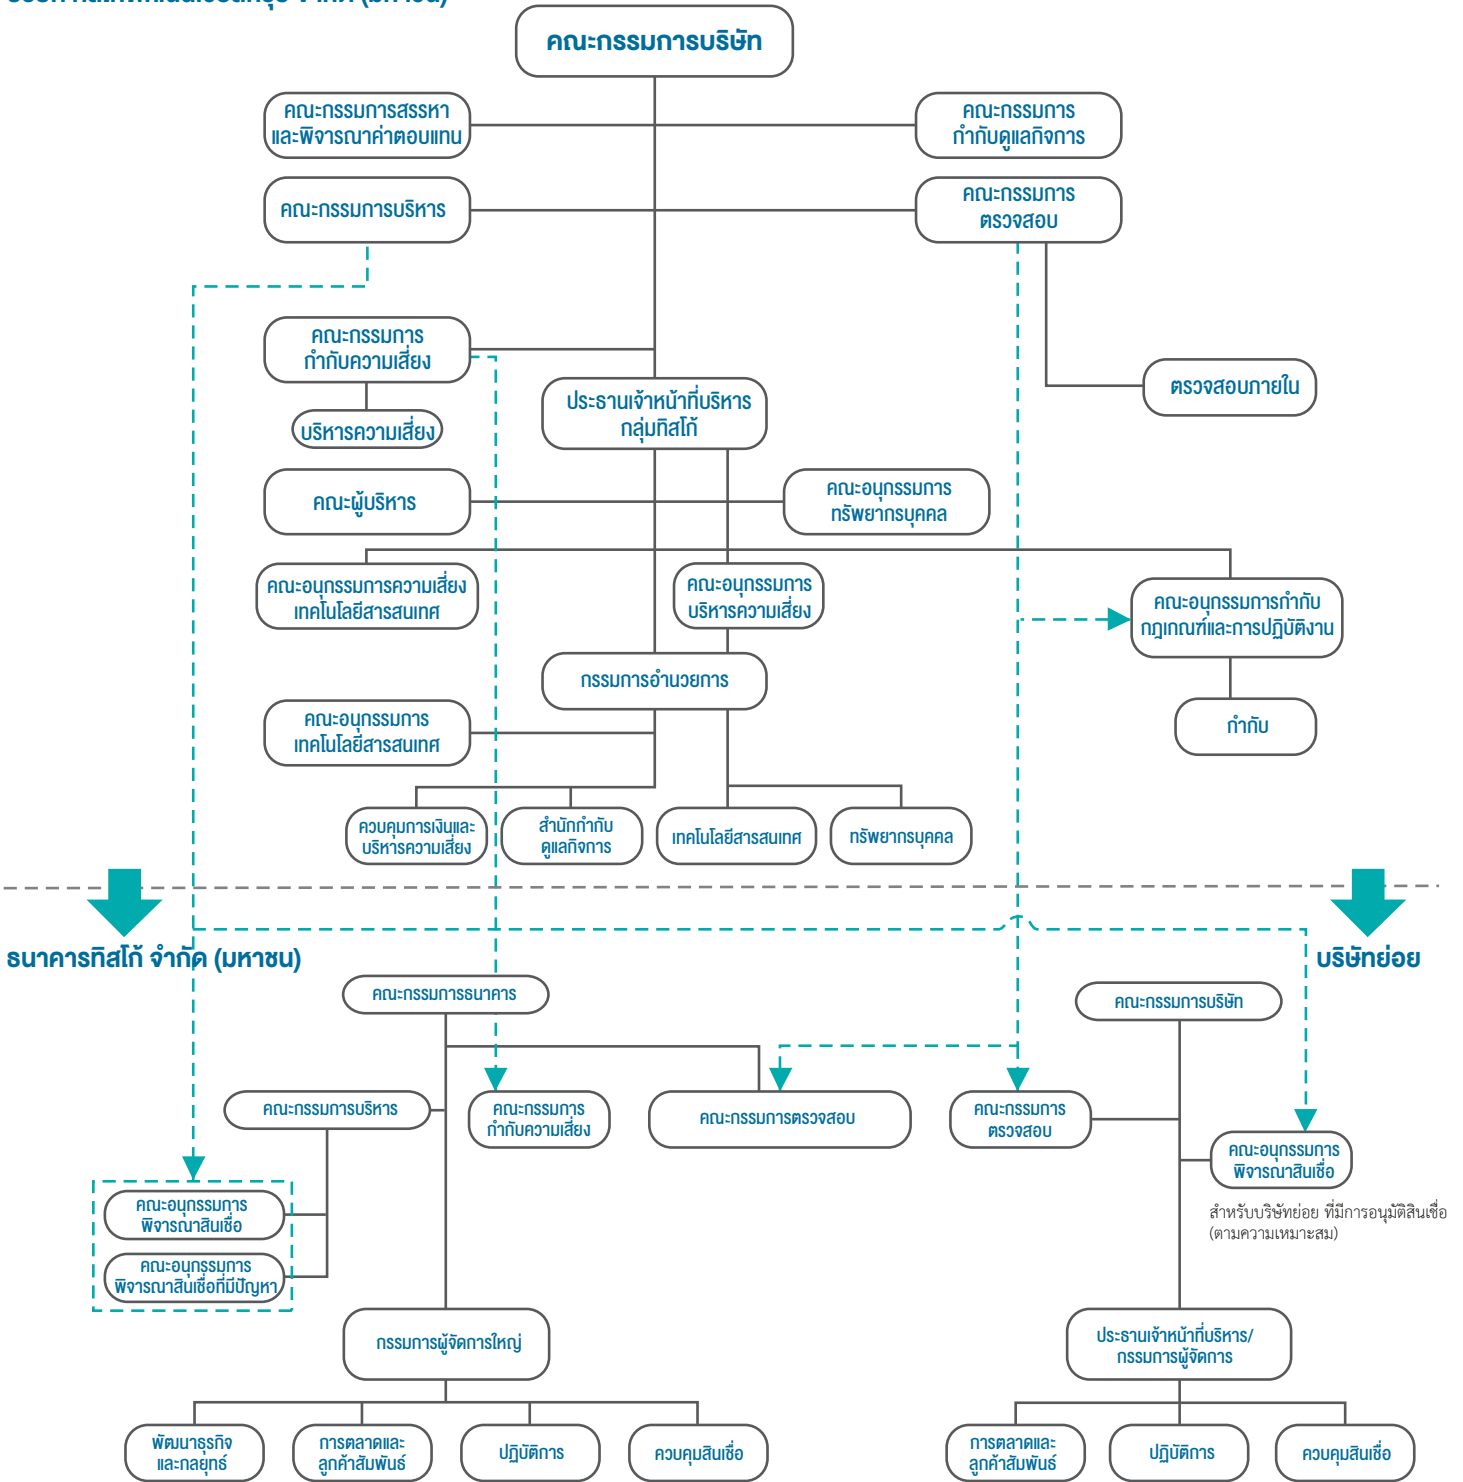 คณะกรรมการบริษัท
คณะกรรมการสรรหา
และพิจารณาค่าตอบแทน
คณะกรรมการ
กำกับดูแลกิจการ
คณะกรรมการบริหาร
คณะกรรมการ
ตรวจสอบ
คณะกรรมการ
กำกับความเสี่ยง
ตรวจสอบภายใน
ประธานเจ้าหน้าที่บริหาร
กลุ่มทิสโก้
บริหารความเสี่ยง
คณะผู้บริหาร
คณะอนุกรรมการ
ทรัพยากรบุคคล
คณะอนุกรรมการความเสี่ยง
เทคโนโลยีสารสนเทศ
คณะอนุกรรมการ
บริหารความเสี่ยง
คณะอนุกรรมการกำกับ
กฎเกณฑ์และการปฏิบัติงาน
กรรมการอำนวยการ
คณะอนุกรรมการ
เทคโนโลยีสารสนเทศ
กำกับ
ควบคุมการเงินและ
บริหารความเสี่ยง
สำนักกำกับ
ดูแลกิจการ
เทคโนโลยีสารสนเทศ
ทรัพยากรบุคคล
ธนาคารทิสโก้ จำกัด (มหาชน)
บริษัทย่อย
คณะกรรมการธนาคาร
คณะกรรมการบริษัท
คณะกรรมการบริหาร
คณะกรรมการ
กำกับความเสี่ยง
คณะกรรมการตรวจสอบ
คณะกรรมการ
ตรวจสอบ
คณะอนุกรรมการ
พิจารณาสินเชื่อ
สำหรับบริษัทย่อย ที่มีการอนุมัติสินเชื่อ
(ตามความเหมาะสม)
คณะอนุกรรมการ
พิจารณาสินเชื่อ
คณะอนุกรรมการ
พิจารณาสินเชื่อที่มีปัญหา
กรรมการผู้จัดการใหญ่
ประธานเจ้าหน้าที่บริหาร/
กรรมการผู้จัดการ
พัฒนาธุรกิจ
และกลยุทธ์
การตลาดและ
ลูกค้าสัมพันธ์
ปฏิบัติการ
ควบคุมสินเชื่อ
การตลาดและ
ลูกค้าสัมพันธ์
ปฏิบัติการ
ควบคุมสินเชื่อ